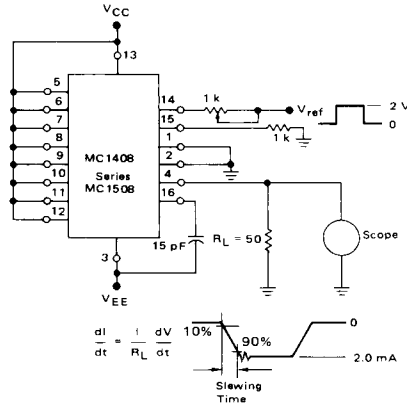 VCC
13
5
6
7
8
9
10
11
12
MC1408
Series
MC1508
14
15
1
2
4
16
3
VEE
1 k
Vref
2 V
0
1 k
15 pF
RL = 50
Scope
dI/dt = 1/RL dV/dt
10%
90%
0
2.0 mA
Slewing
Time